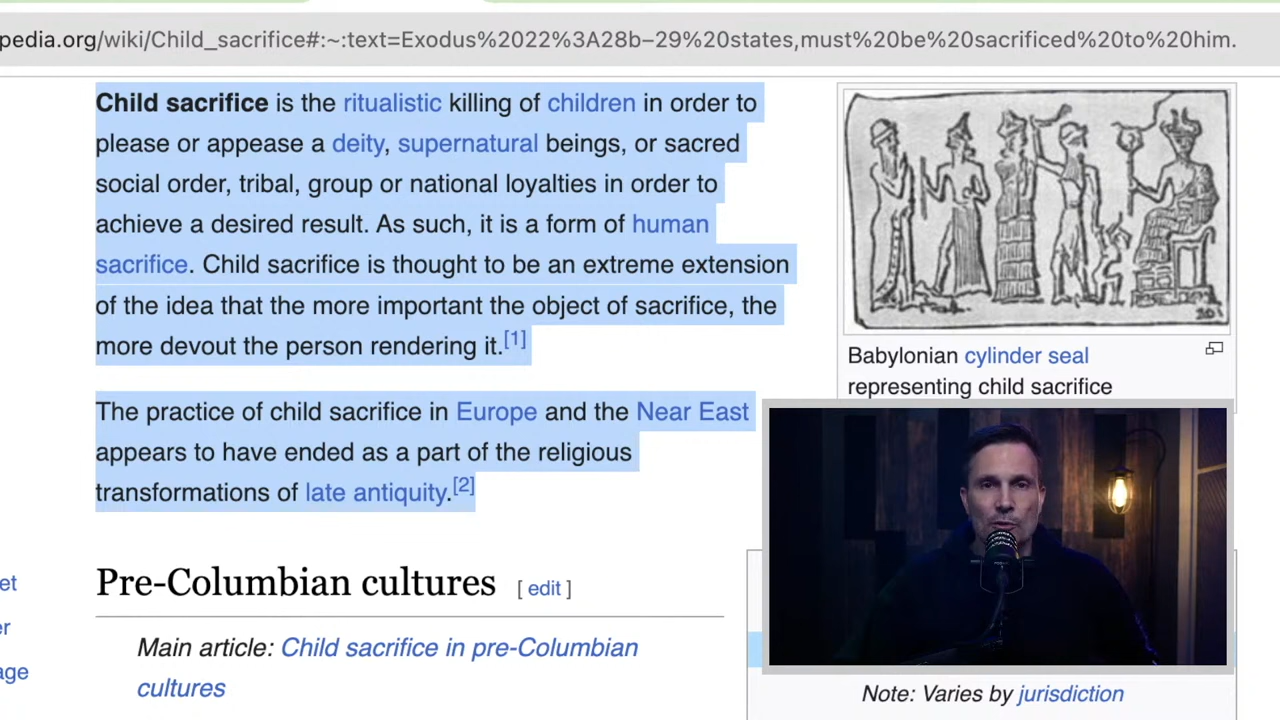 pedia.org/wiki/Child_sacrifice#:~:text=Exodus%2022%3A28b–29%20states,must%20be%20sacrificed%20to%20him.
Child sacrifice is the ritualistic killing of children in order to
please or appease a deity, supernatural beings, or sacred
social order, tribal, group or national loyalties in order to
achieve a desired result. As such, it is a form of human
sacrifice. Child sacrifice is thought to be an extreme extension
of the idea that the more important the object of sacrifice, the
more devout the person rendering it.[1]
The practice of child sacrifice in Europe and the Near East
appears to have ended as a part of the religious
transformations of late antiquity.[2]
Pre-Columbian cultures [ edit ]
Main article: Child sacrifice in pre-Columbian
cultures
Babylonian cylinder seal
representing child sacrifice
Note: Varies by jurisdiction
et
er
age